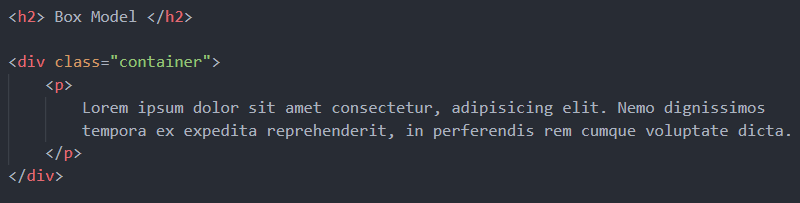 <h2> Box Model </h2>
<div class="container">
<p>
Lorem ipsum dolor sit amet consectetur, adipisicing elit. Nemo dignissimos
tempora ex expedita reprehenderit, in perferendis rem cumque voluptate dicta.
</p>
</div>